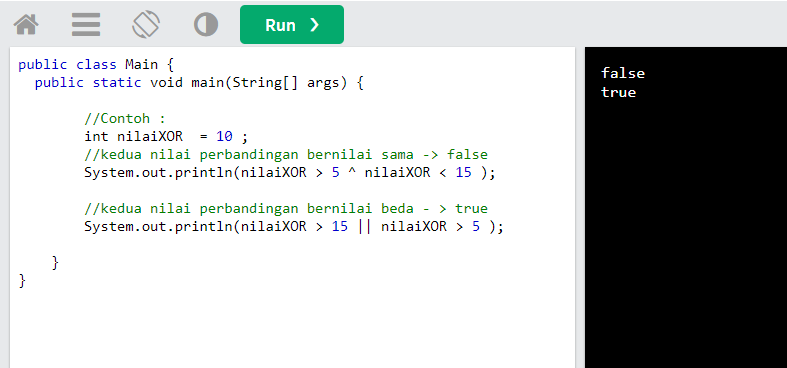 Run ❯
public class Main {
public static void main(String[] args) {
//Contoh :
int nilaiXOR  = 10 ;
//kedua nilai perbandingan bernilai sama -> false
System.out.println(nilaiXOR > 5 ^ nilaiXOR < 15 );
//kedua nilai perbandingan bernilai beda - > true
System.out.println(nilaiXOR > 15 || nilaiXOR > 5 );
}
}
false
true